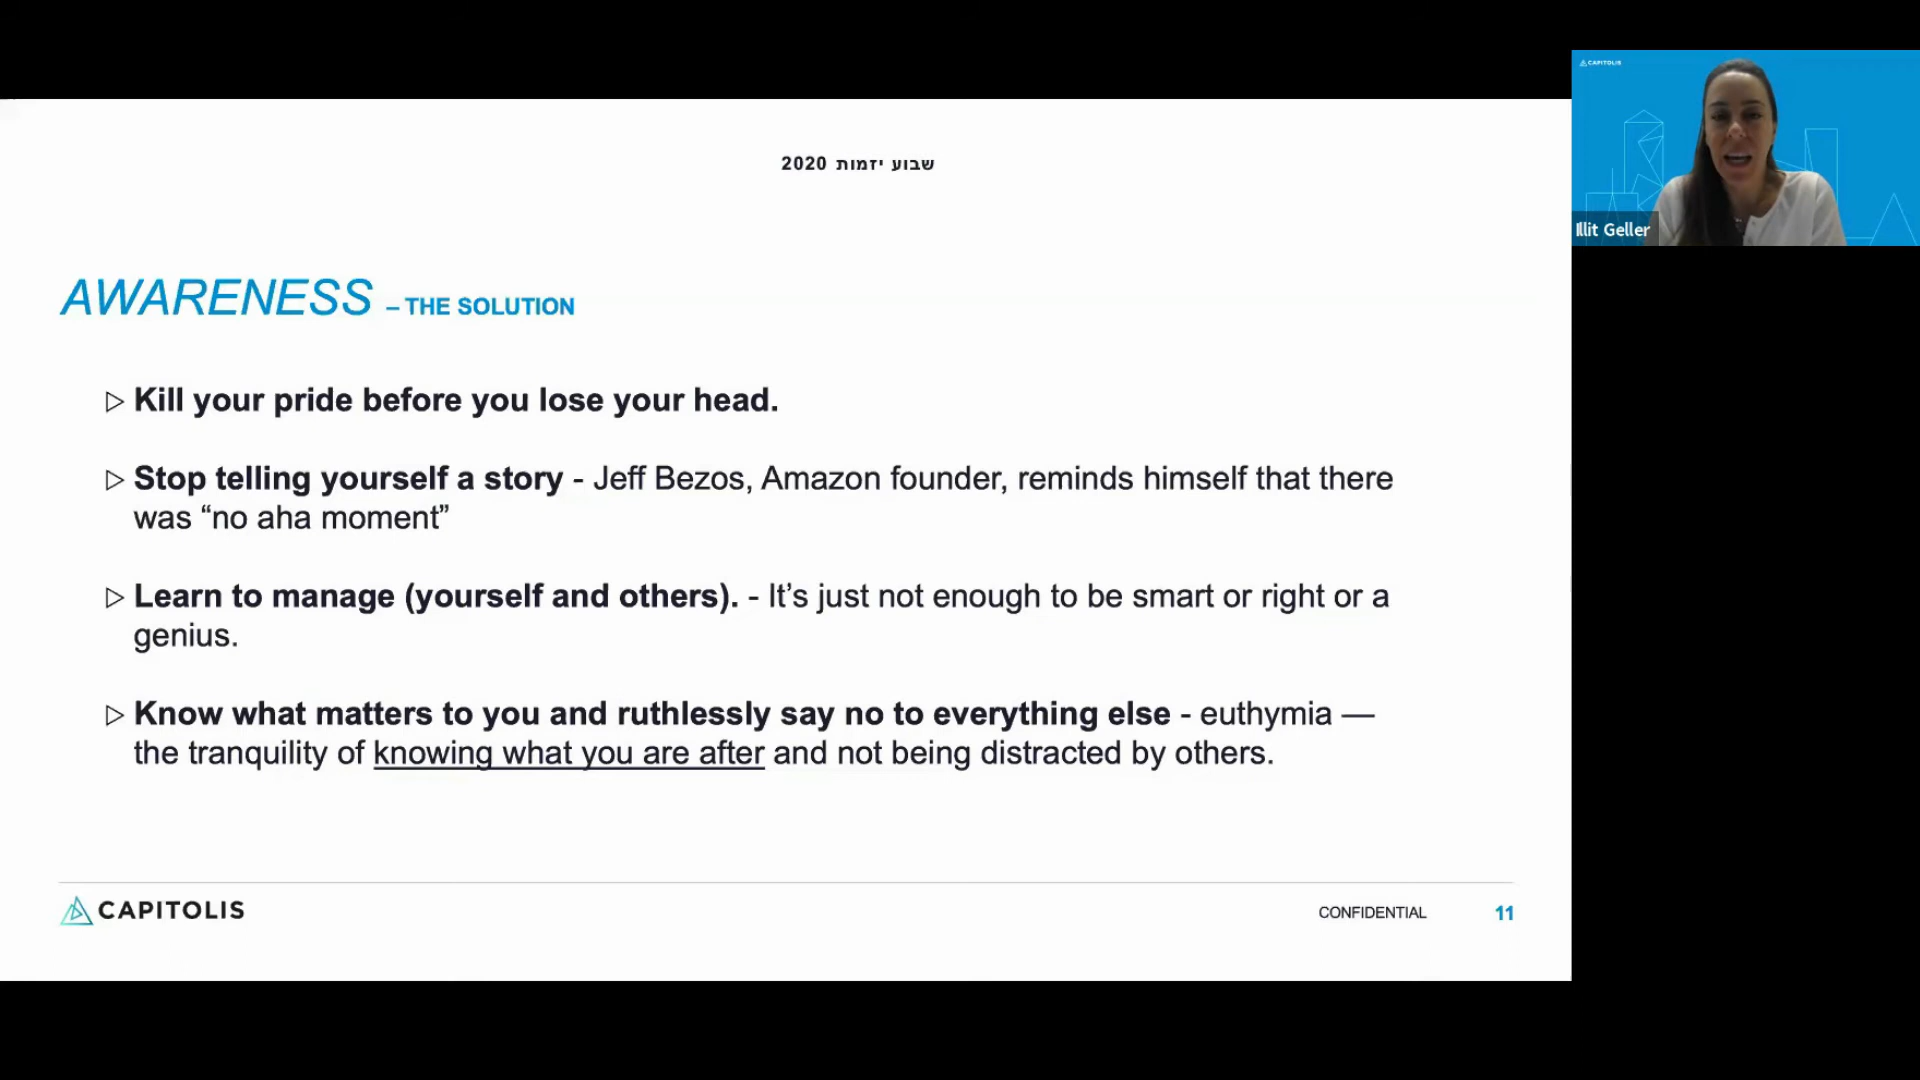 שבוע יזמות 2020
CAPITOLIS
Illit Geller
AWARENESS – THE SOLUTION
Kill your pride before you lose your head.
Stop telling yourself a story - Jeff Bezos, Amazon founder, reminds himself that there
was “no aha moment”
Learn to manage (yourself and others). - It’s just not enough to be smart or right or a
genius.
Know what matters to you and ruthlessly say no to everything else - euthymia —
the tranquility of knowing what you are after and not being distracted by others.
CAPITOLIS
CONFIDENTIAL 11